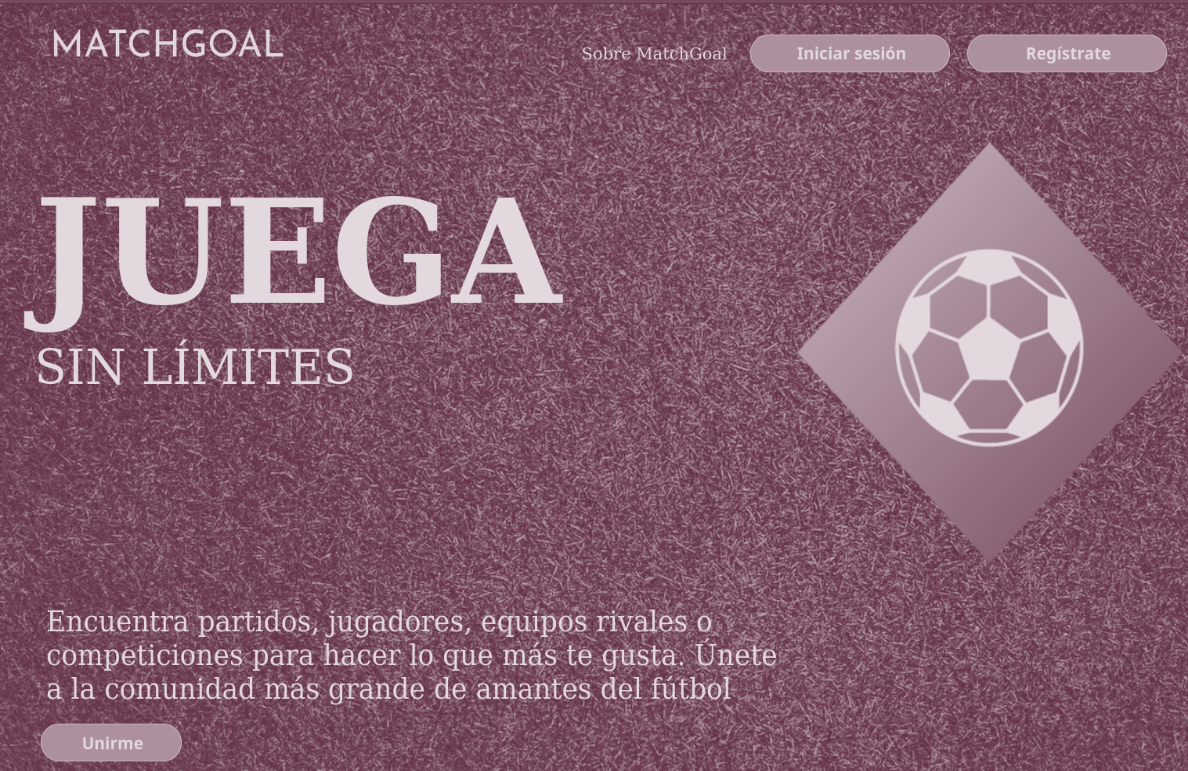 MATCHGOAL
Sobre MatchGoal
Iniciar sesión
Regístrate
JUEGA
SIN LÍMITES
Encuentra partidos, jugadores, equipos rivales o
competiciones para hacer lo que más te gusta. Únete
a la comunidad más grande de amantes del fútbol
Unirme